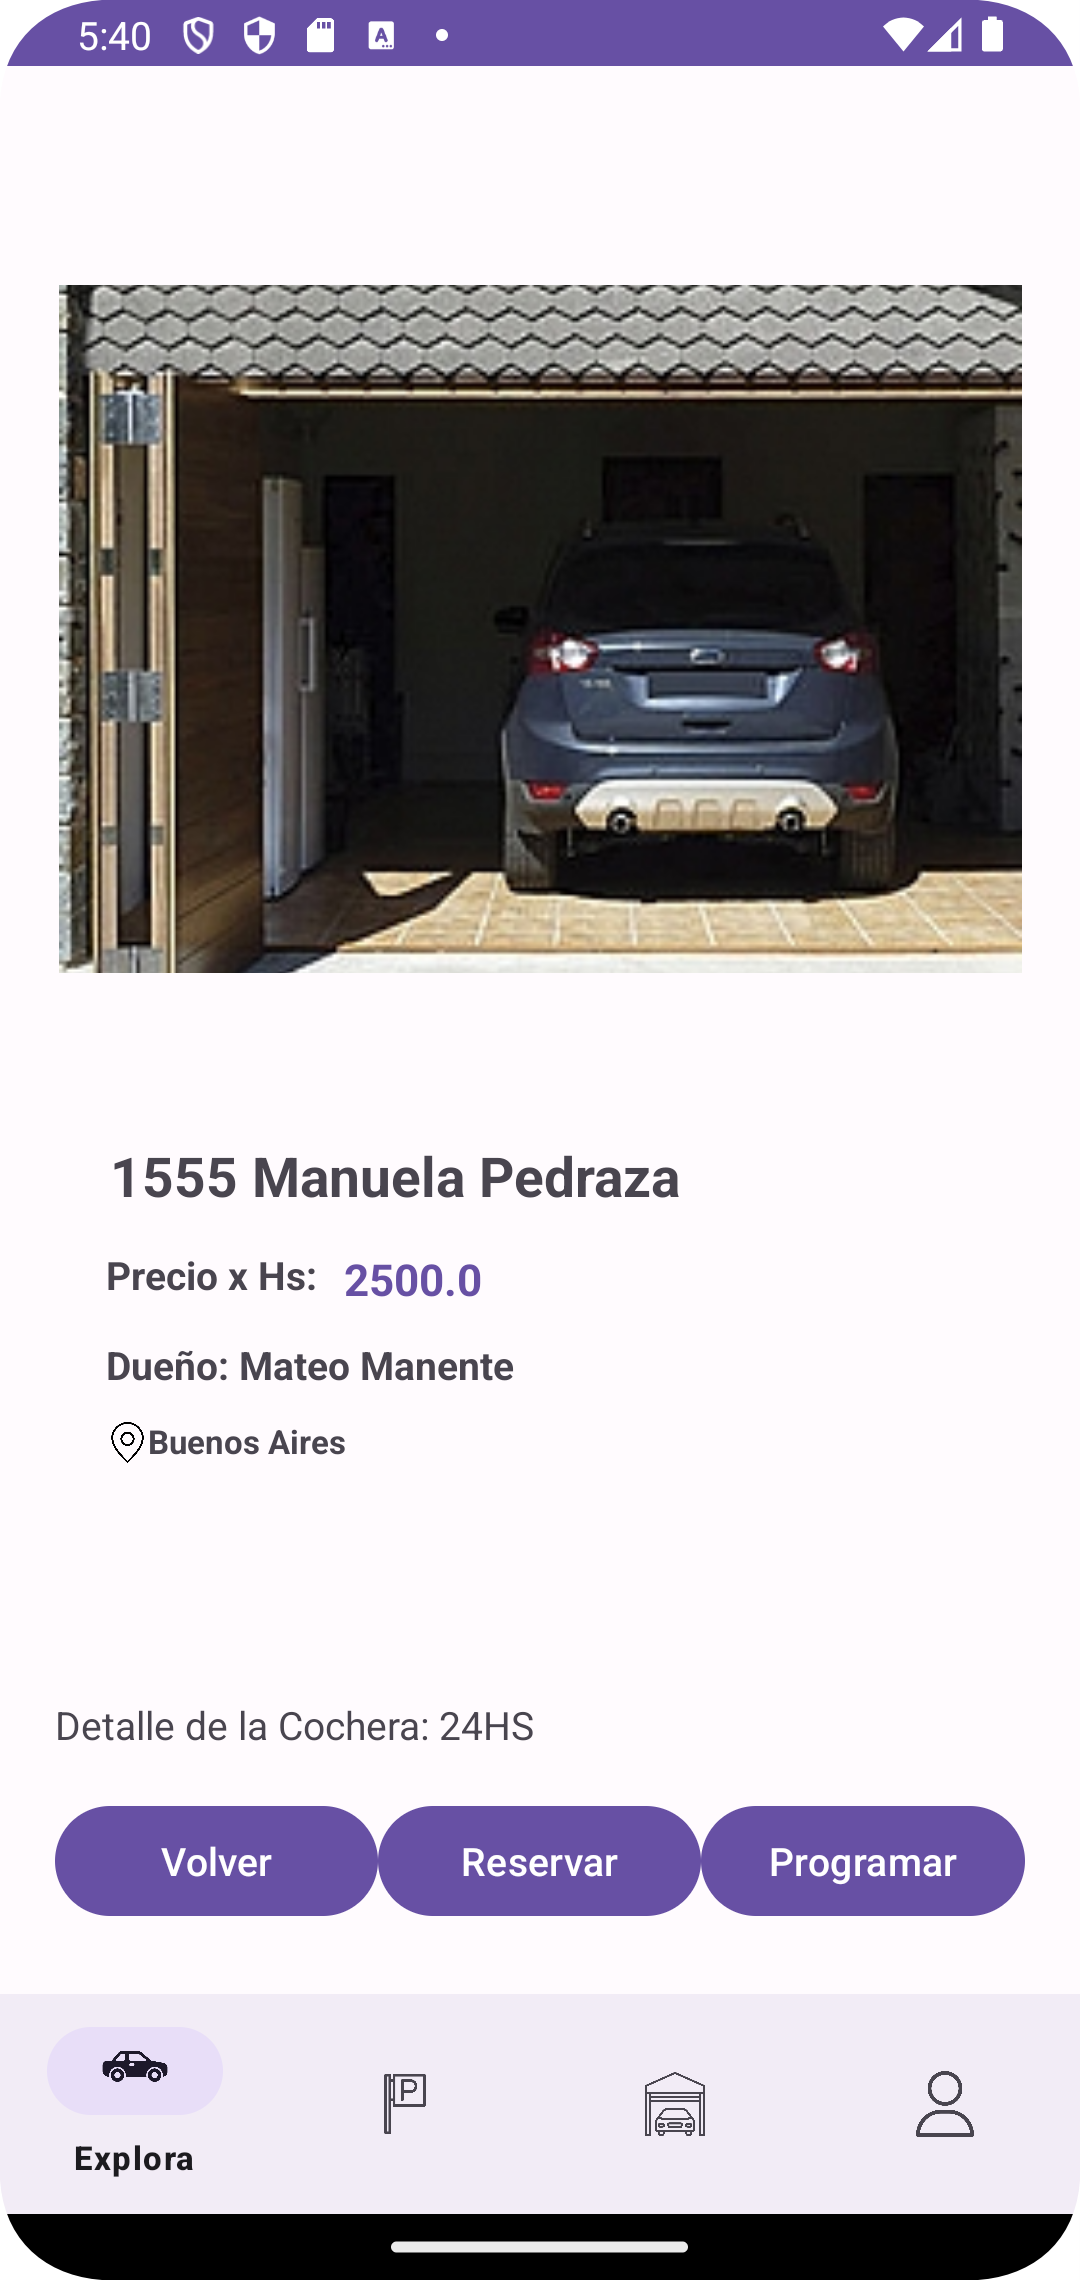 5:40
A
1555 Manuela Pedraza
Precio x Hs: 2500.0
Dueño: Mateo Manente
Buenos Aires
Detalle de la Cochera: 24HS
Volver Reservar Programar
P
Explora